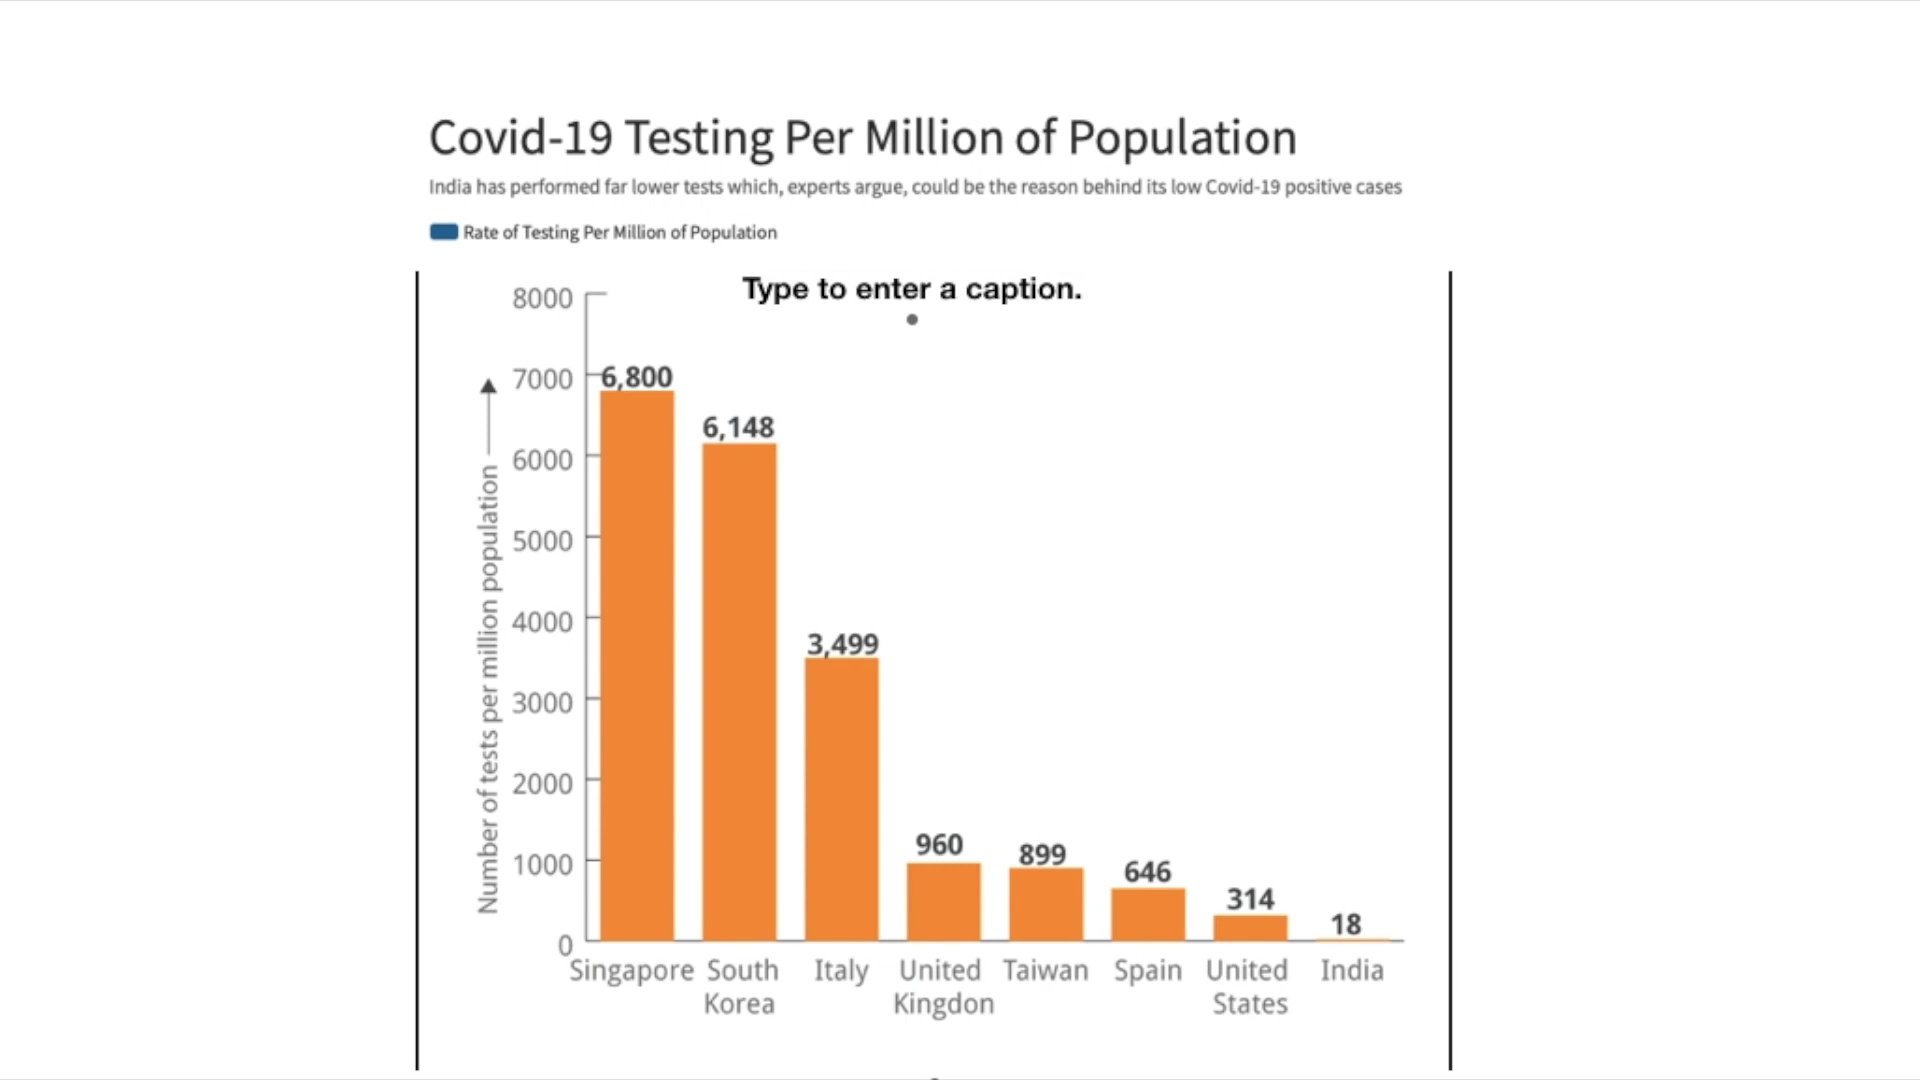 Covid-19 Testing Per Million of Population
India has performed far lower tests which, experts argue, could be the reason behind its low Covid-19 positive cases
Rate of Testing Per Million of Population
Type to enter a caption.
8000
7000
6000
5000
4000
3000
2000
1000
0
Number of tests per million population
6,800
6,148
3,499
960
899
646
314
18
Singapore
South
Korea
Italy
United
Kingdon
Taiwan
Spain
United
States
India